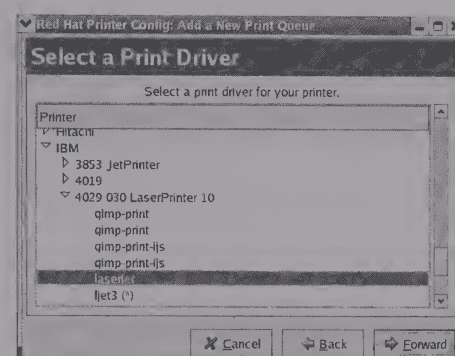 Red Hat Printer Config: Add a New Print Queue
Select a Print Driver
Select a print driver for your printer.
Printer
Hitachi
IBM
3853 JetPrinter
4019
4029 030 LaserPrinter 10
gimp-print
gimp-print
gimp-print-ijs
gimp-print-ijs
laserjet
ljet3 (*)
Cancel
Back
Forward